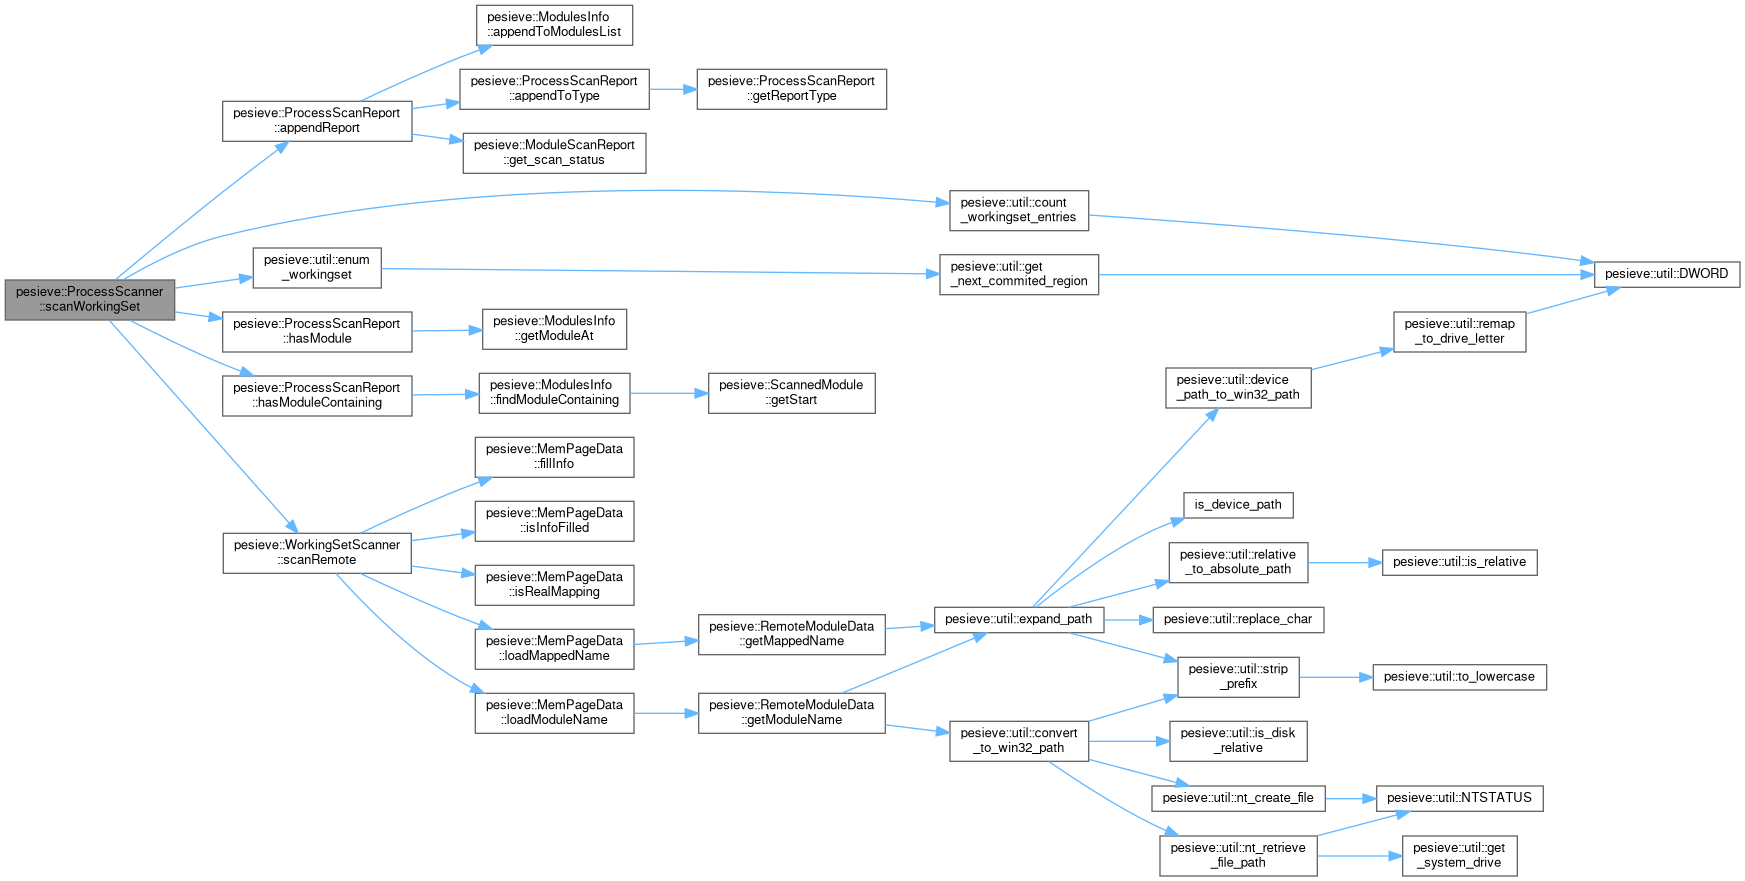 pesieve::ProcessScanner
::scanWorkingSet
pesieve::ProcessScanReport
::appendReport
pesieve::ModulesInfo
::appendToModulesList
pesieve::ProcessScanReport
::appendToType
pesieve::ProcessScanReport
::getReportType
pesieve::ModuleScanReport
::get_scan_status
pesieve::util::count
_workingset_entries
pesieve::util::DWORD
pesieve::util::enum
_workingset
pesieve::util::get
_next_commited_region
pesieve::ProcessScanReport
::hasModule
pesieve::ModulesInfo
::getModuleAt
pesieve::ProcessScanReport
::hasModuleContaining
pesieve::ModulesInfo
::findModuleContaining
pesieve::ScannedModule
::getStart
pesieve::WorkingSetScanner
::scanRemote
pesieve::MemPageData
::fillInfo
pesieve::MemPageData
::isInfoFilled
pesieve::MemPageData
::isRealMapping
pesieve::MemPageData
::loadMappedName
pesieve::RemoteModuleData
::getMappedName
pesieve::util::expand_path
pesieve::util::device
_path_to_win32_path
pesieve::util::remap
_to_drive_letter
is_device_path
pesieve::util::relative
_to_absolute_path
pesieve::util::is_relative
pesieve::util::replace_char
pesieve::util::strip
_prefix
pesieve::util::to_lowercase
pesieve::MemPageData
::loadModuleName
pesieve::RemoteModuleData
::getModuleName
pesieve::util::convert
_to_win32_path
pesieve::util::is_disk
_relative
pesieve::util::nt_create_file
pesieve::util::NTSTATUS
pesieve::util::nt_retrieve
_file_path
pesieve::util::get
_system_drive